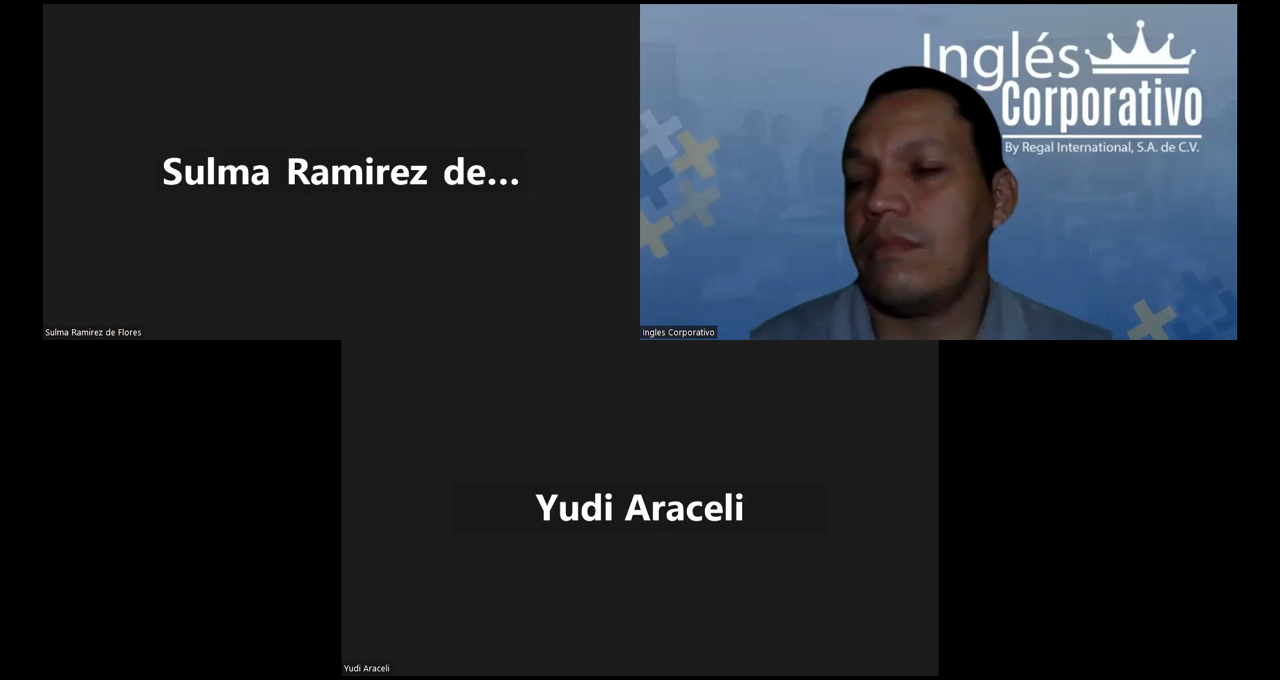 Sulma Ramirez de...
Sulma Ramirez de Flores
Inglés
Corporativo
By Regal International, S.A. de C.V.
Ingles Corporativo
Yudi Araceli
Yudi Araceli